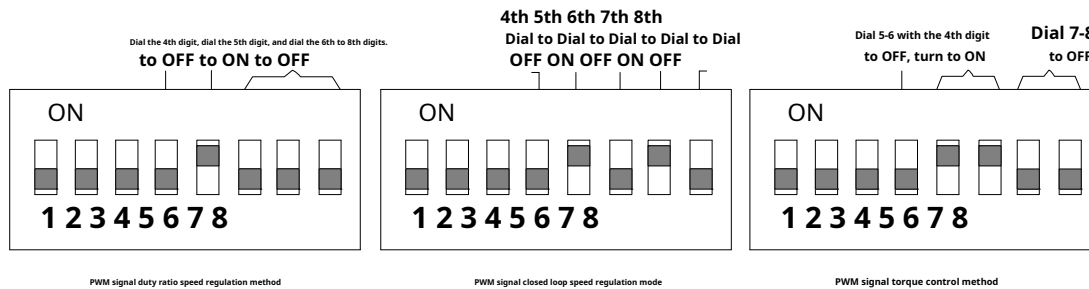 Dial the 4th digit, dial the 5th digit, and dial the 6th to 8th digits.
to OFF to ON to OFF
ON
1 2 3 4 5 6 7 8
PWM signal duty ratio speed regulation method
4th 5th 6th 7th 8th
Dial to Dial to Dial to Dial to Dial
OFF ON OFF ON OFF
ON
1 2 3 4 5 6 7 8
PWM signal closed loop speed regulation mode
Dial 5-6 with the 4th digit
to OFF, turn to ON
Dial 7-8
to OFF
ON
1 2 3 4 5 6 7 8
PWM signal torque control method